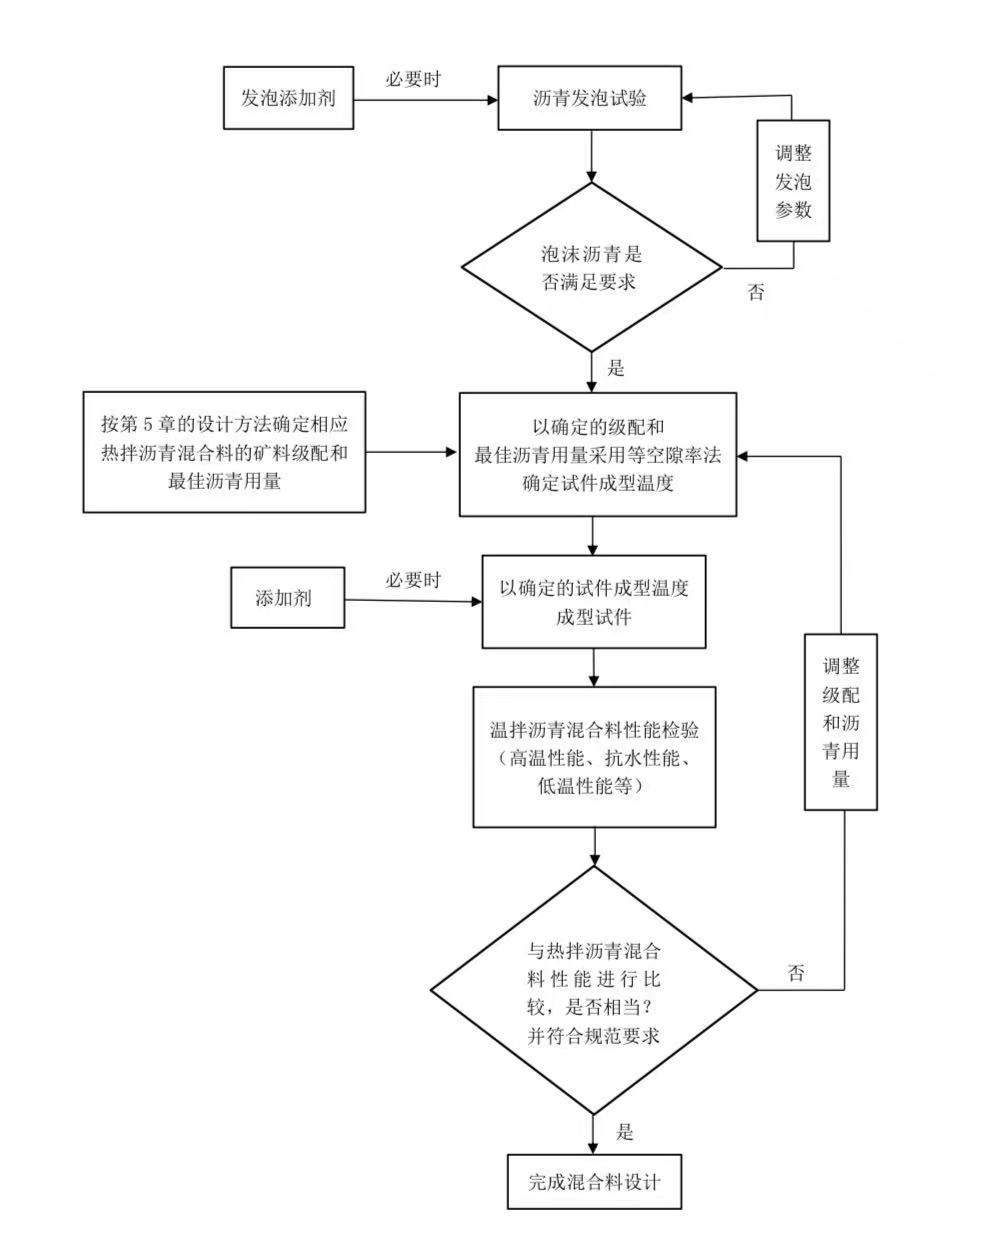 发泡添加剂
必要时
沥青发泡试验
调整
发泡
参数
泡沫沥青是
否满足要求
否
是
按第5章的设计方法确定相应
热拌沥青混合料的矿料级配和
最佳沥青用量
以确定的级配和
最佳沥青用量采用等空隙率法
确定试件成型温度
添加剂
必要时
以确定的试件成型温度
成型试件
调整
级配
和沥
青用
量
温拌沥青混合料性能检验
（高温性能、抗水性能、
低温性能等）
与热拌沥青混合
料性能进行比
较，是否相当？
并符合规范要求
否
是
完成混合料设计